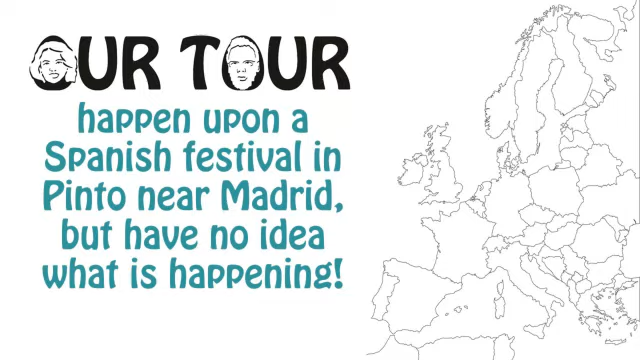 OUR TOUR
happen upon a
Spanish festival in
Pinto near Madrid,
but have no idea
what is happening!